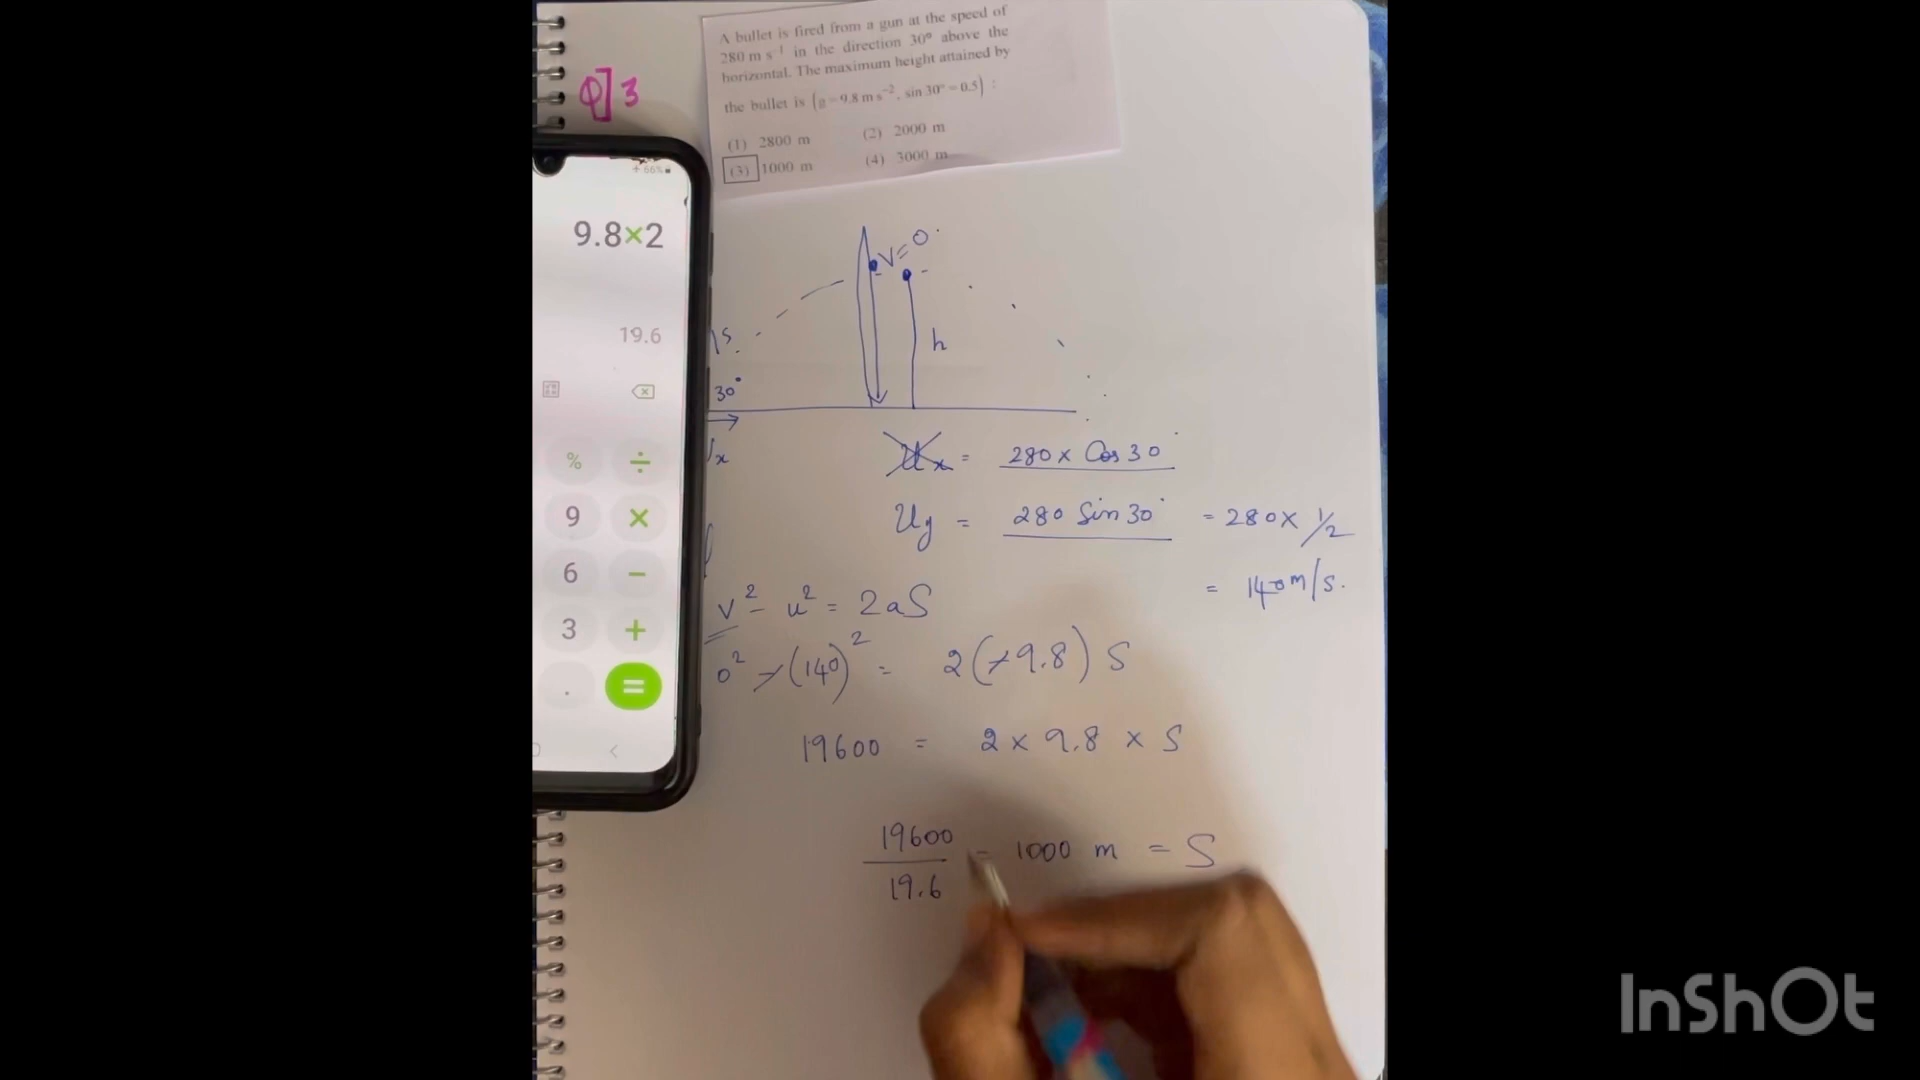 Q] 3
A bullet is fired from a gun at the speed of
280 m s⁻¹ in the direction 30° above the
horizontal. The maximum height attained by
the bullet is (g = 9.8 m s⁻², sin 30° = 0.5) :
(1) 2800 m (2) 2000 m
(3) 1000 m (4) 3000 m
66%
9.8×2
19.6
% ÷
9 ×
6 −
3 +
. =
V=0
h
30°
x
Ux = 280 x Cos 30°
Uy = 280 Sin 30° = 280 x 1/2
= 140 m/s.
V² - u² = 2aS
0² - (140)² = 2(-9.8) S
19600 = 2 x 9.8 x S
19600
19.6
= 1000 m = S
InShOt